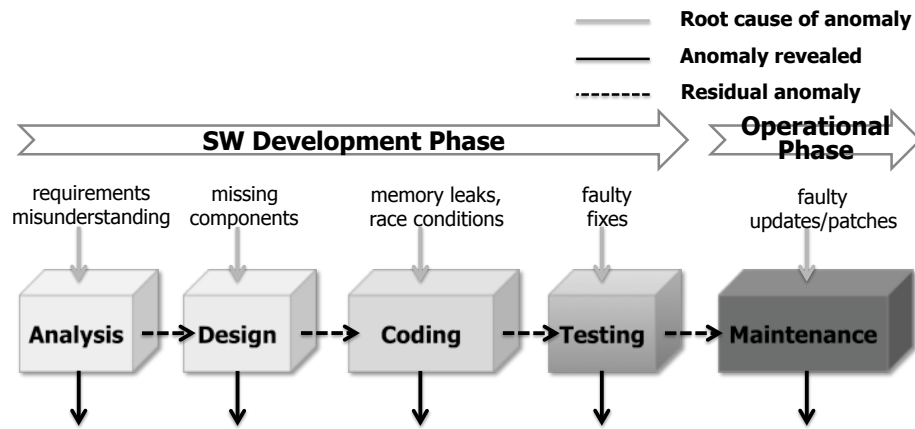 Root cause of anomaly
Anomaly revealed
Residual anomaly
SW Development Phase
Operational
Phase
requirements
misunderstanding
missing
components
memory leaks,
race conditions
faulty
fixes
faulty
updates/patches
Analysis
Design
Coding
Testing
Maintenance